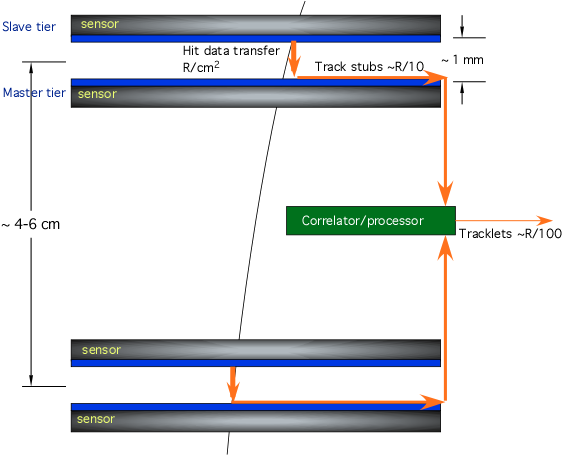 Slave tier
sensor
Hit data transfer
R/cm2
Track stubs ~R/10
~ 1 mm
Master tier
sensor
~ 4-6 cm
Correlator/processor
Tracklets ~R/100
sensor
sensor